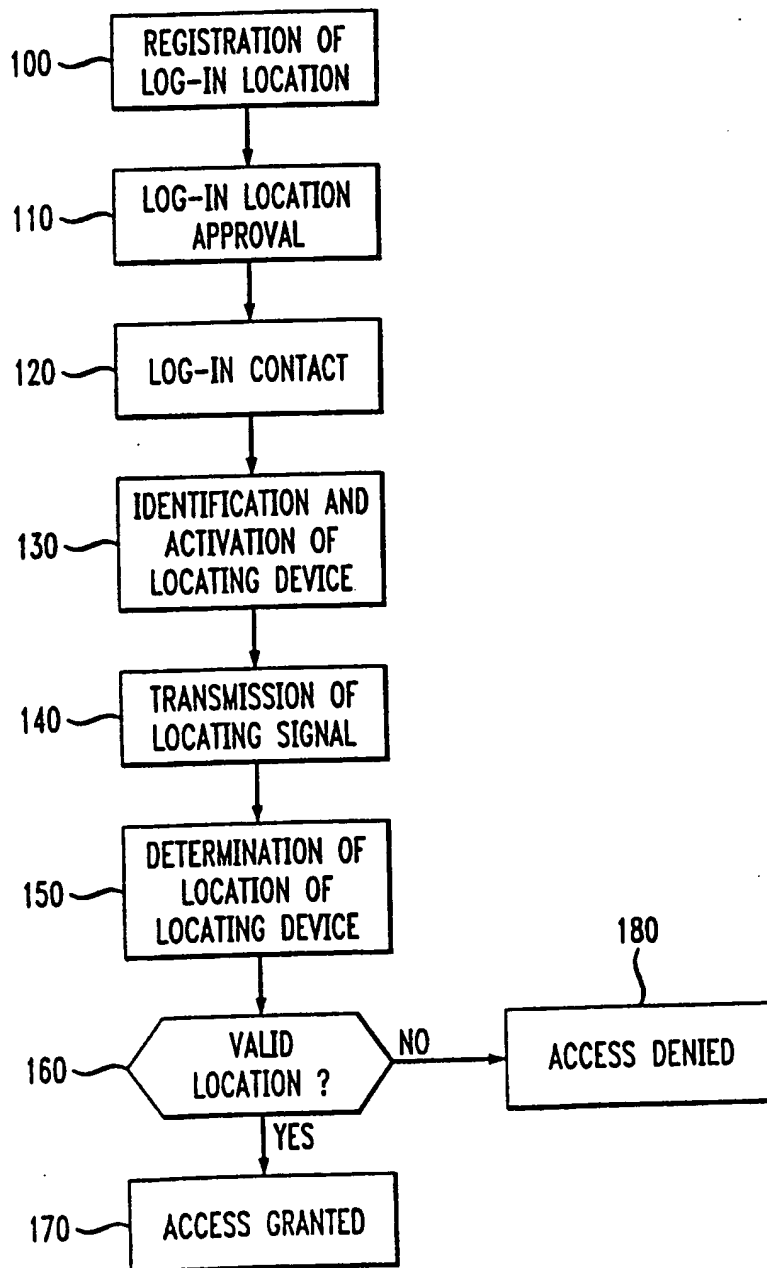 100
REGISTRATION OF
LOG-IN LOCATION
110
LOG-IN LOCATION
APPROVAL
120
LOG-IN CONTACT
130
IDENTIFICATION AND
ACTIVATION OF
LOCATING DEVICE
140
TRANSMISSION OF
LOCATING SIGNAL
150
DETERMINATION OF
LOCATION OF
LOCATING DEVICE
160
VALID
LOCATION ?
NO
180
ACCESS DENIED
YES
170
ACCESS GRANTED